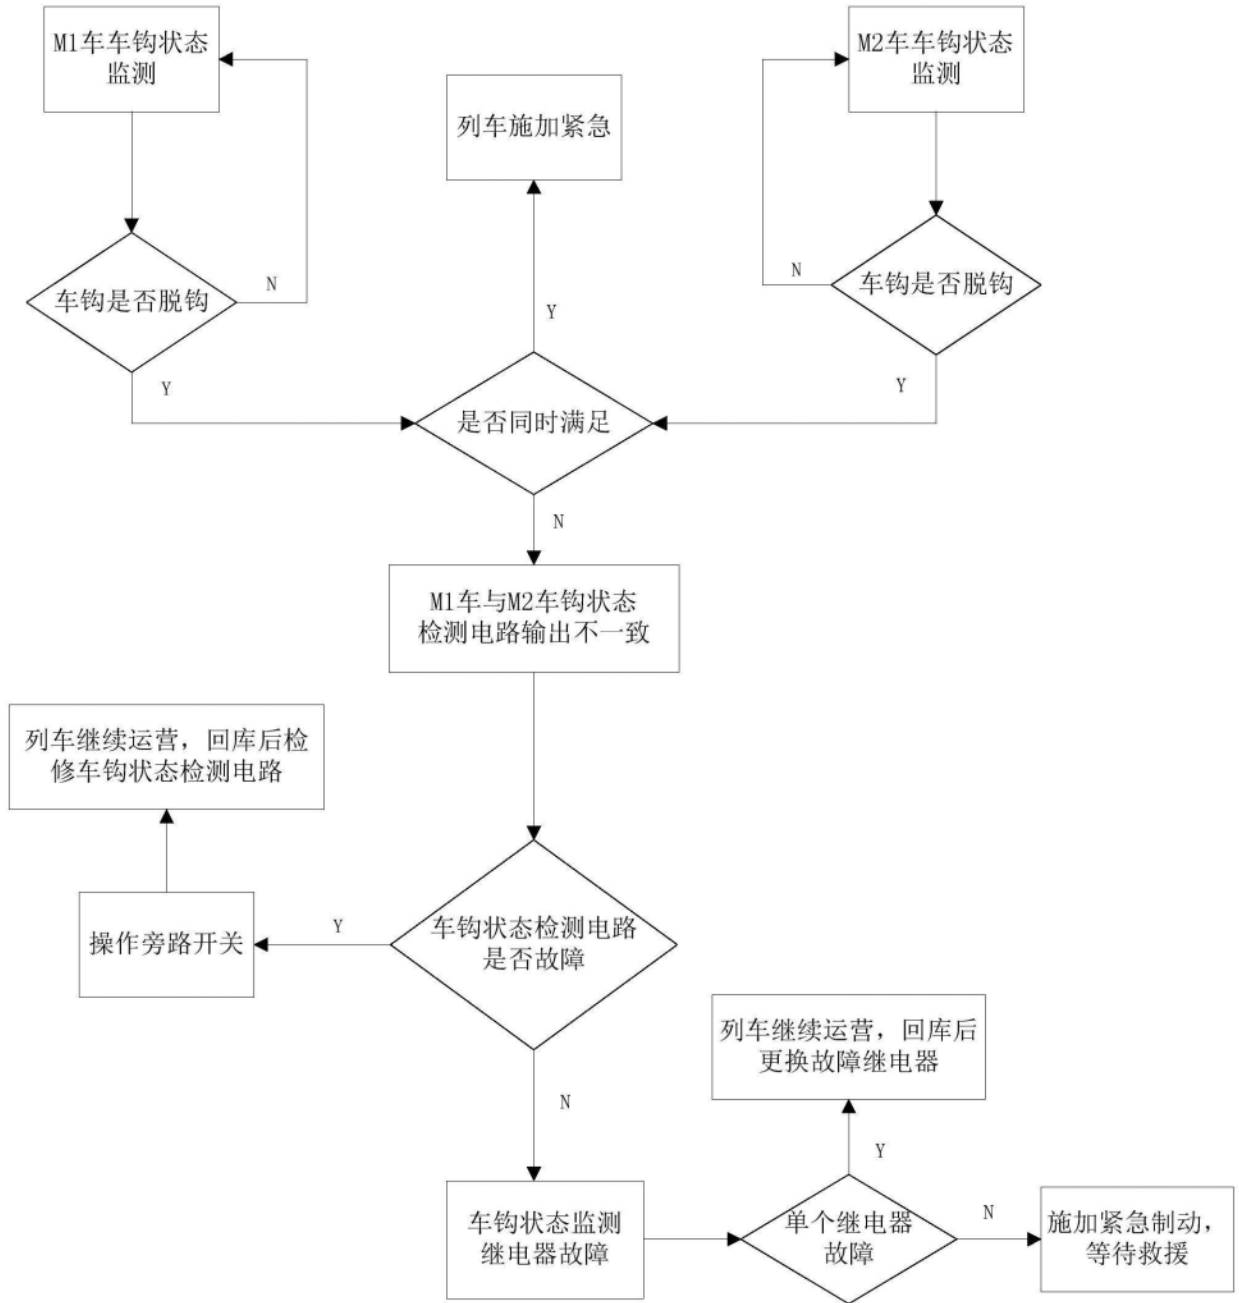 M1车车钩状态
监测
M2车车钩状态
监测
列车施加紧急
车钩是否脱钩
N
Y
N
车钩是否脱钩
Y
Y
是否同时满足
N
M1车与M2车钩状态
检测电路输出不一致
列车继续运营，回库后检
修车钩状态检测电路
操作旁路开关
Y
车钩状态检测电路
是否故障
N
列车继续运营，回库后
更换故障继电器
Y
车钩状态监测
继电器故障
单个继电器
故障
N
施加紧急制动，
等待救援